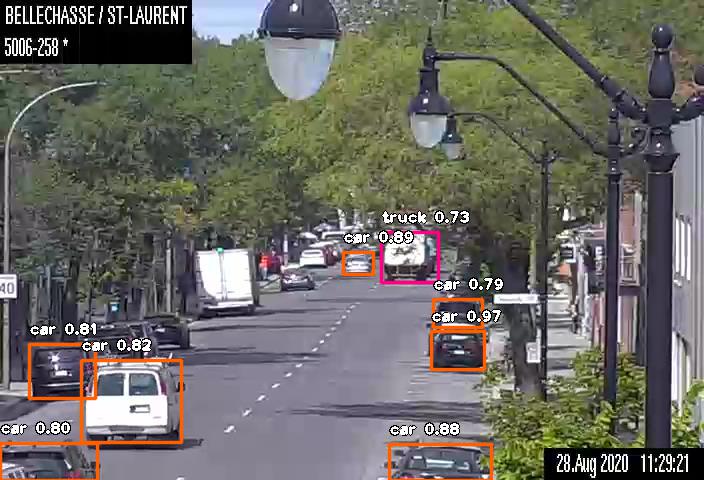 BELLECHASSE / ST-LAURENT
5006-258 *
truck 0.73
car 0.89
car 0.79
car 0.97
car 0.81
car 0.82
40
car 0.80
car 0.88
28.Aug 2020 11:29:21